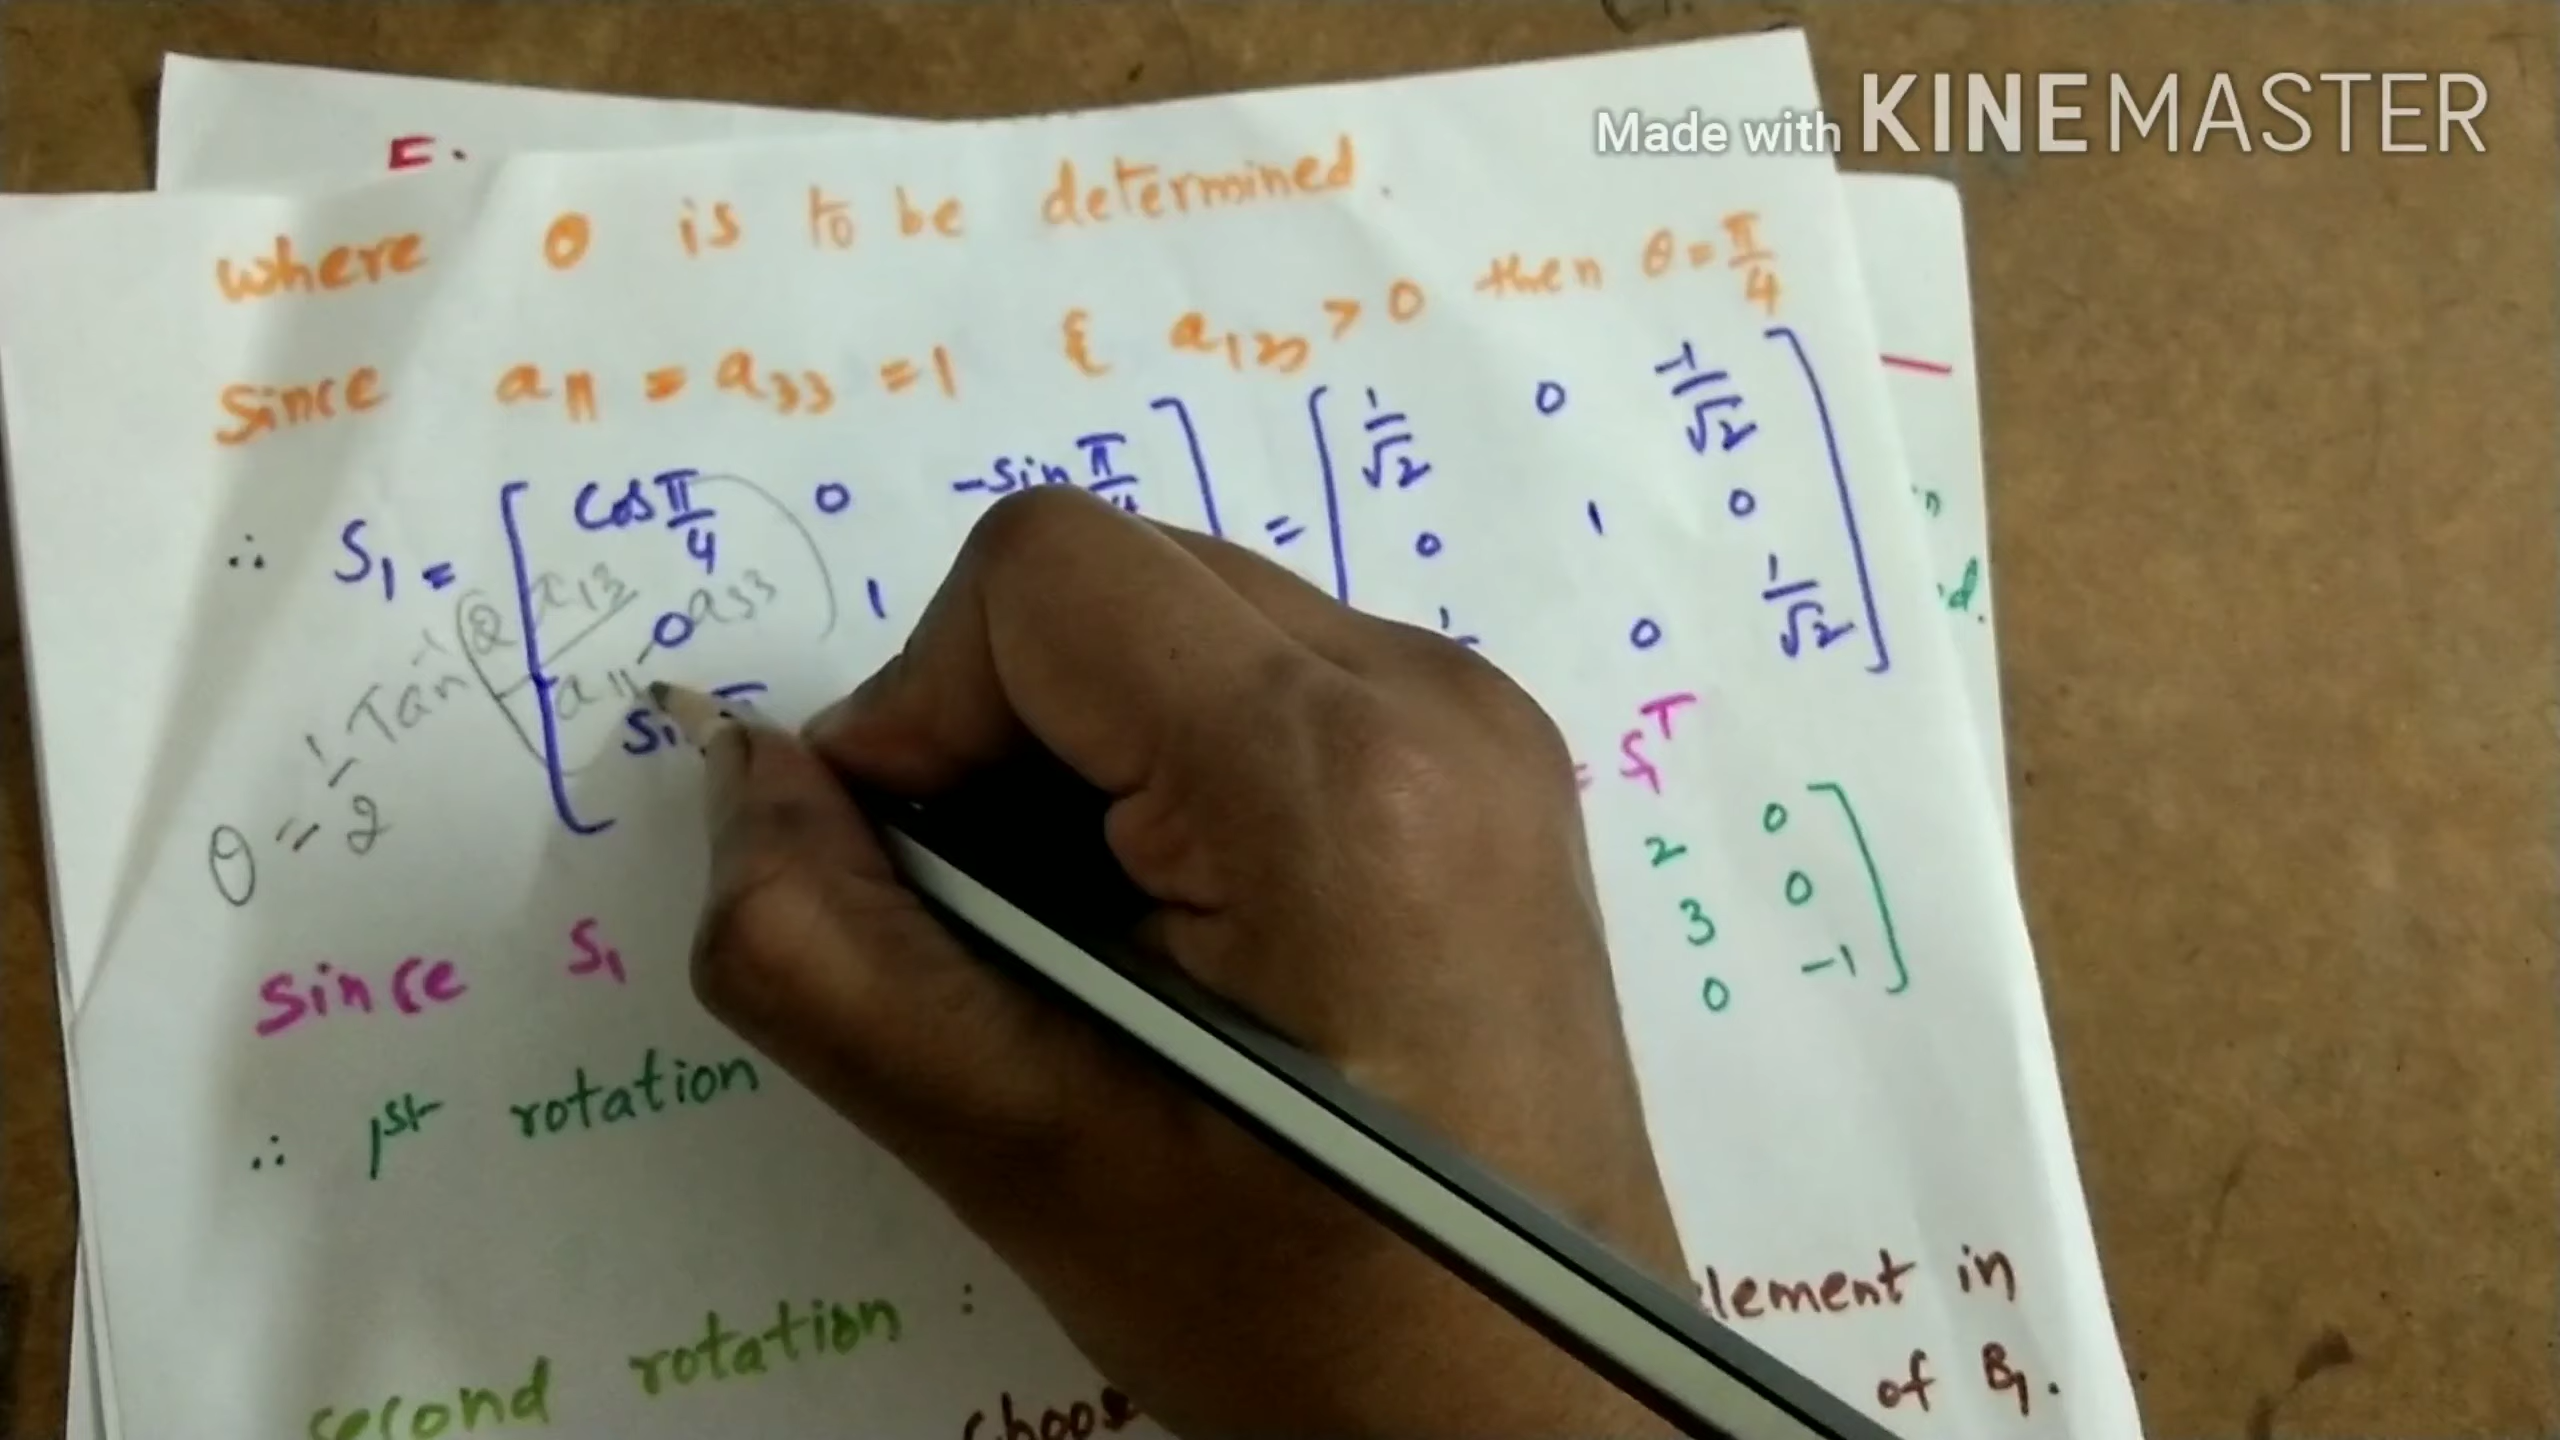 Made with KINEMASTER
where θ is to be determined.
Since a11 = a33 = 1 & a13 > 0 then θ = π/4
∴ S1 = [ cos π/4 0 -sin π/4 ] = [ 1/√2 0 -1/√2 ]
0 1 0 1 0
sin π 0 1/√2
θ = 1/2 Tan-1 ( 2 a13 / a11 - a33 )
= S1T
Since S1
2 0
3 0
0 -1
∴ 1st rotation
second rotation :
element in
of B1.